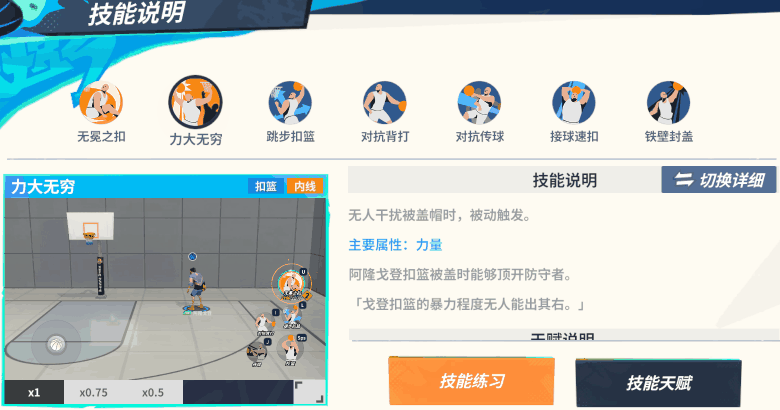 技能说明
无冕之扣
力大无穷
跳步扣篮
对抗背打
对抗传球
接球速扣
铁壁封盖
力大无穷
扣篮
内线
技能说明
切换详细
无人干扰被盖帽时，被动触发。
主要属性：力量
阿隆戈登扣篮被盖时能够顶开防守者。
「戈登扣篮的暴力程度无人能出其右。」
天赋说明
U
L
I
J
Sps
x1
x0.75
x0.5
技能练习
技能天赋